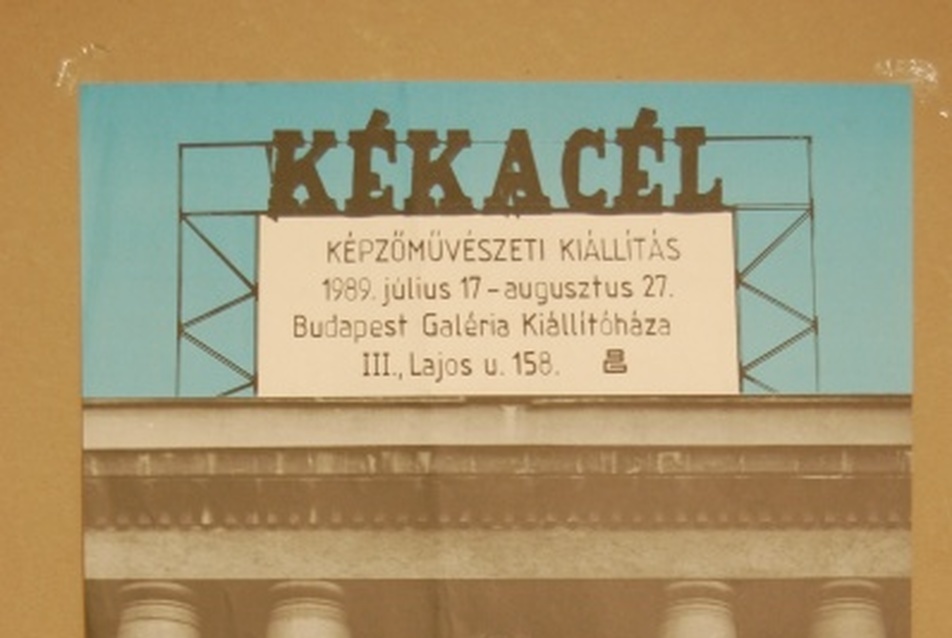 KÉKACÉL
KÉPZŐMŰVÉSZETI KIÁLLÍTÁS
1989. július 17 - augusztus 27.
Budapest Galéria Kiállítóháza
III., Lajos u. 158.